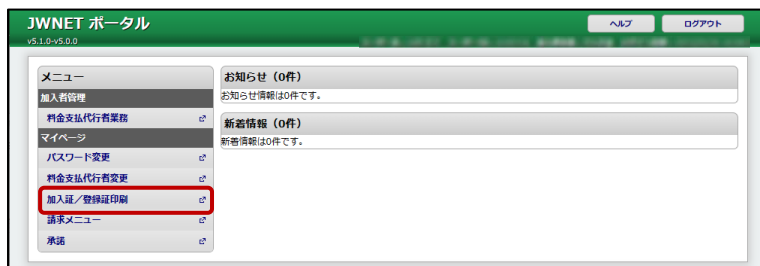 JWNET ポータル
ヘルプ
ログアウト
v5.1.0-v5.0.0
メニュー
加入者管理
料金支払代行者業務
マイページ
パスワード変更
料金支払代行者変更
加入証／登録証印刷
請求メニュー
承諾
お知らせ（0件）
お知らせ情報は0件です。
新着情報（0件）
新着情報は0件です。